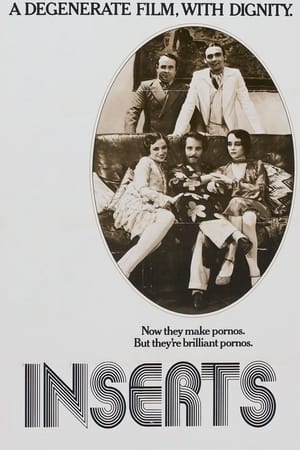 A DEGENERATE FILM, WITH DIGNITY.
Now they make pornos.
But they're brilliant pornos.
INSERTS